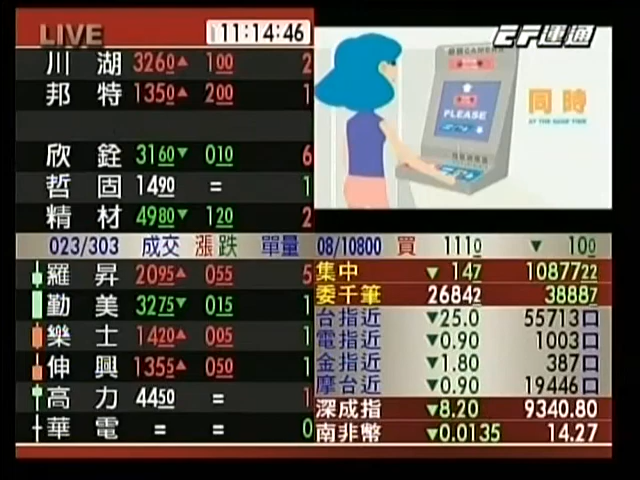 LIVE 11:14:46
川湖 3260▲ 100 2
邦特 1350▲ 200 1
欣銓 3160▼ 010 6
哲固 1490 = 1
精材 4980▼ 120 2
023/303 成交 漲跌 單量
羅昇 2095▲ 055 5
勤美 3275▼ 015 1
樂士 1420▲ 005 1
伸興 1355▲ 050 1
高力 4450 = 1
華電 = = 0
CAMERA
PLEASE
同時
AT THE SAME TIME
運通
08/10800 買 1110 ▼ 100
集中 ▼ 147 1087722
委千筆 26842 38887
台指近 ▼25.0 55713口
電指近 ▼0.90 1003口
金指近 ▼1.80 387口
摩台近 ▼0.90 19446口
深成指 ▼8.20 9340.80
南非幣 ▼0.0135 14.27